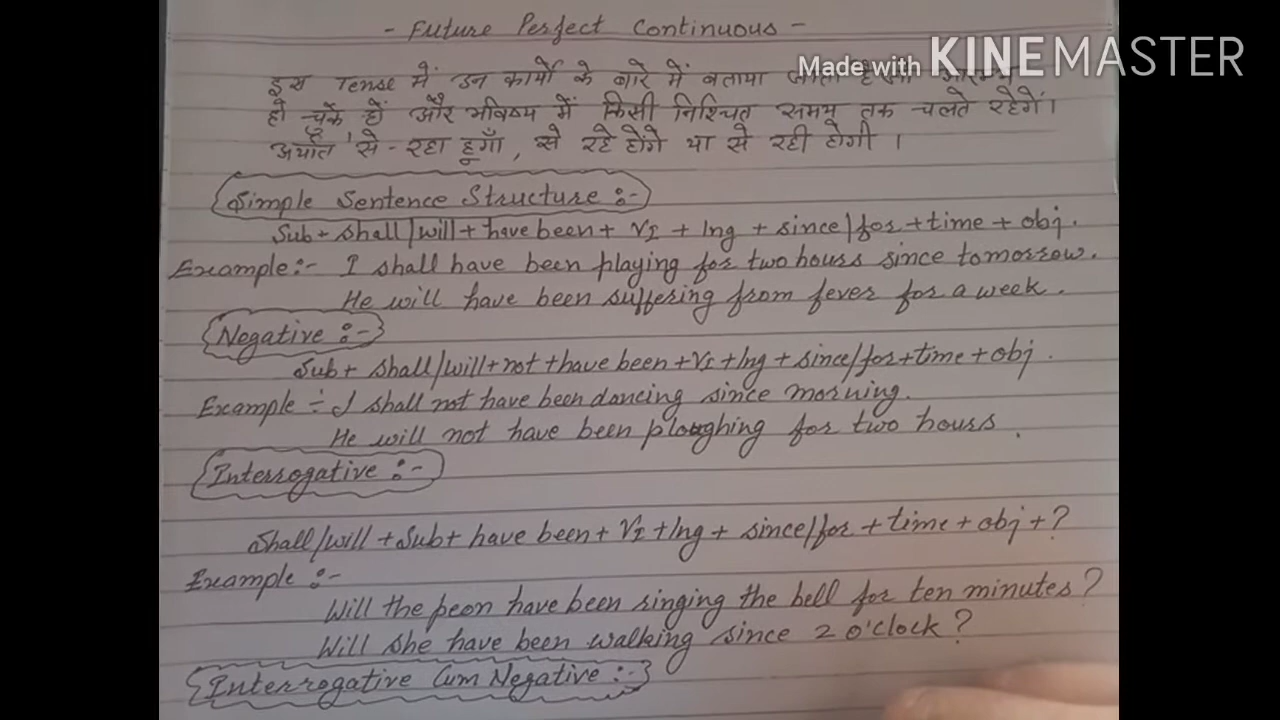 - Future Perfect Continuous -
Made with KINEMASTER
इस Tense में उन कार्यो के बारे में बताया जाता
हो चुके हों और भविष्य में किसी निश्चित समय तक चलते रहेगें।
अर्थात से - रहा हूगाँ, से रहे होंगे या से रही होगी ।
Simple Sentence Structure :-
Sub + shall/will + have been + VI + Ing + since/for + time + obj.
Example :- I shall have been playing for two hours since tomorrow.
He will have been suffering from fever for a week.
Negative :-
Sub + shall/will + not + have been + VI + Ing + since/for + time + obj.
Example ÷ I shall not have been dancing since morning.
He will not have been ploughing for two hours.
Interrogative :-
Shall/will + Sub + have been + VI + Ing + since/for + time + obj + ?
Example :-
Will the peon have been ringing the bell for ten minutes?
Will she have been walking since 2 o'clock?
Interrogative Cum Negative :-